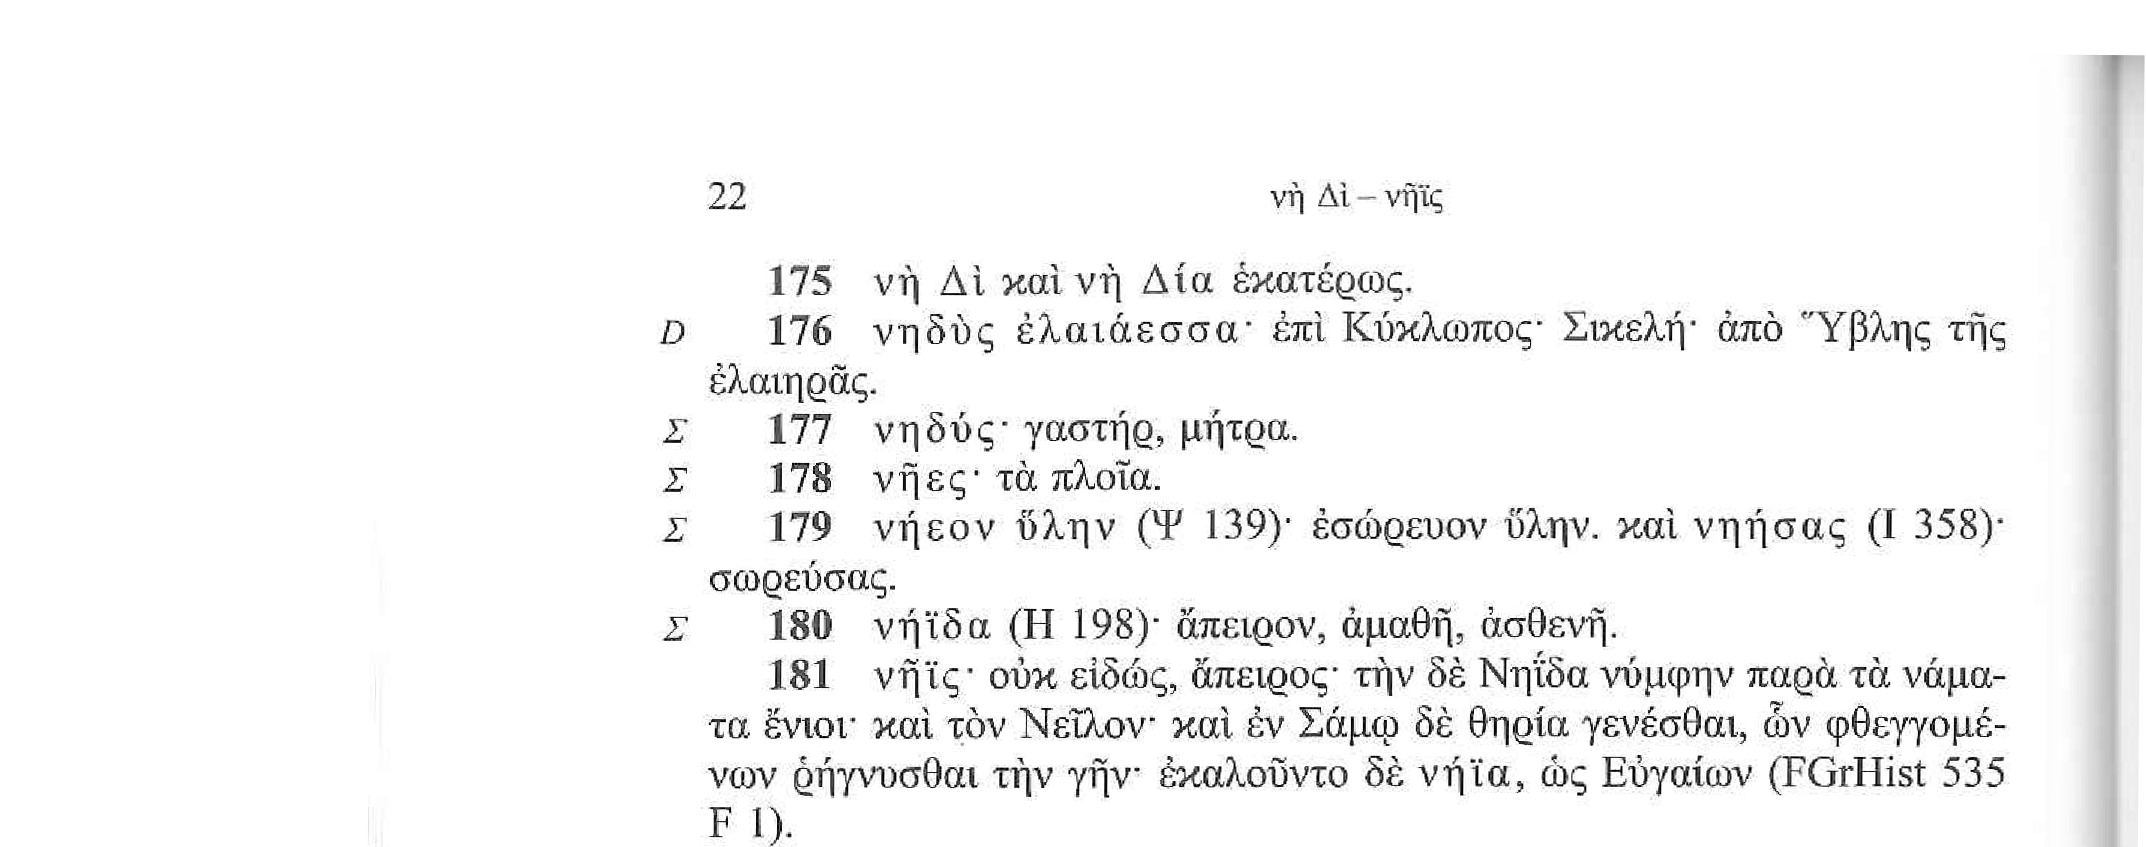 22 νὴ Δὶ – νῆϊς
175 νὴ Δὶ καὶ νὴ Δία ἑκατέρως.
D 176 νηδὺς ἐλαιάεσσα· ἐπὶ Κύκλωπος· Σικελή· ἀπὸ Ὕβλης τῆς
ἐλαιηρᾶς.
Σ 177 νηδύς· γαστήρ, μήτρα.
Σ 178 νῆες· τὰ πλοῖα.
Σ 179 νήεον ὕλην (Ψ 139)· ἐσώρευον ὕλην. καὶ νηήσας (Ι 358)·
σωρεύσας.
Σ 180 νήϊδα (Η 198)· ἄπειρον, ἀμαθῆ, ἀσθενῆ.
181 νῆϊς· οὐκ εἰδώς, ἄπειρος· τὴν δὲ Νηΐδα νύμφην παρὰ τὰ νάμα-
τα ἔνιοι· καὶ τὸν Νεῖλον· καὶ ἐν Σάμῳ δὲ θηρία γενέσθαι, ὧν φθεγγομέ-
νων ῥήγνυσθαι τὴν γῆν· ἐκαλοῦντο δὲ νήϊα, ὡς Εὐγαίων (FGrHist 535
F 1).